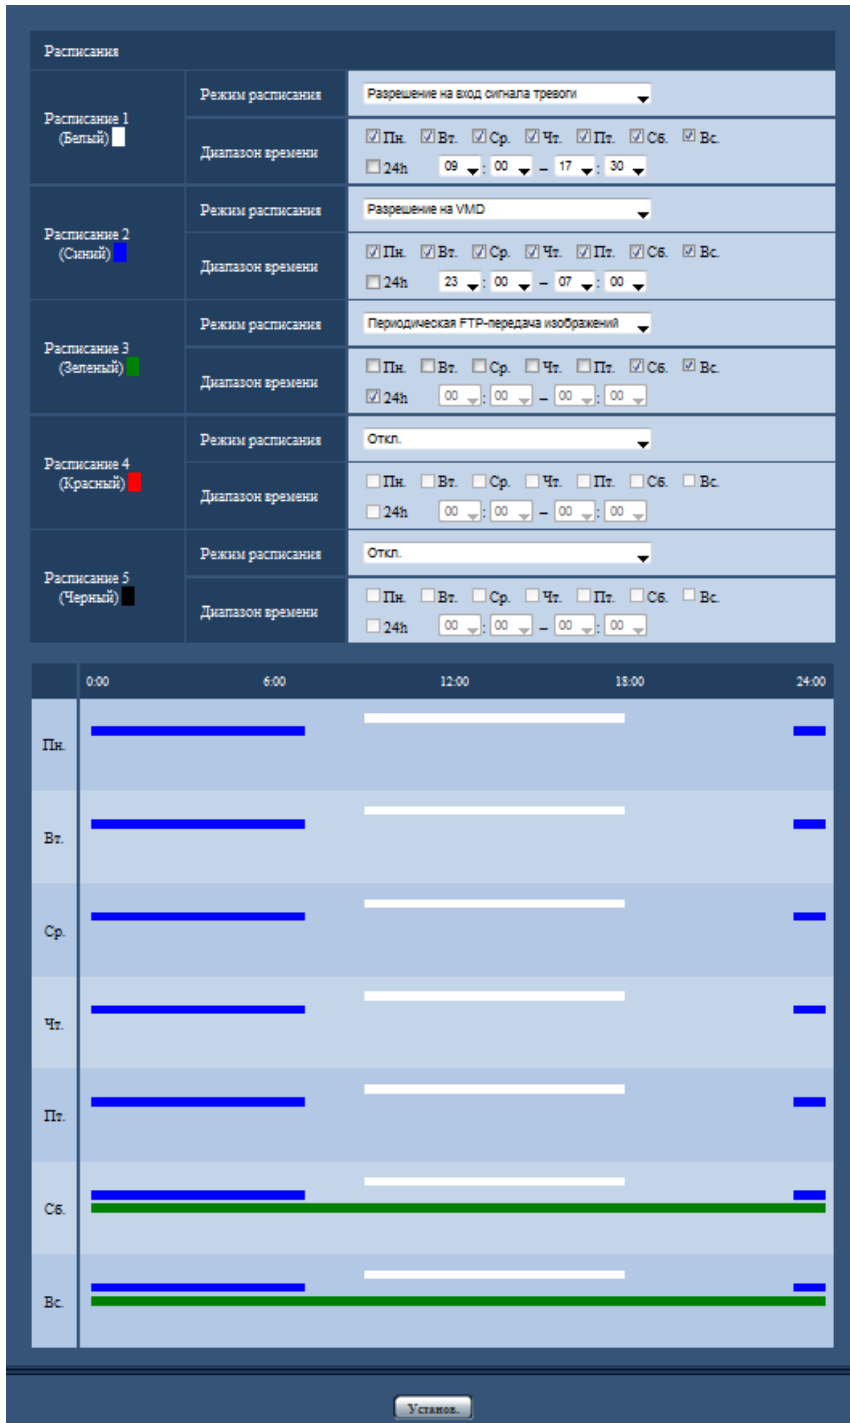 Расписания
Расписание 1
(Белый)
Режим расписания
Разрешение на вход сигнала тревоги
Диапазон времени
Пн. Вт. Ср. Чт. Пт. Сб. Вс.
24h 09 : 00 – 17 : 30
Расписание 2
(Синий)
Режим расписания
Разрешение на VMD
Диапазон времени
Пн. Вт. Ср. Чт. Пт. Сб. Вс.
24h 23 : 00 – 07 : 00
Расписание 3
(Зеленый)
Режим расписания
Периодическая FTP-передача изображений
Диапазон времени
Пн. Вт. Ср. Чт. Пт. Сб. Вс.
24h 00 : 00 – 00 : 00
Расписание 4
(Красный)
Режим расписания
Откл.
Диапазон времени
Пн. Вт. Ср. Чт. Пт. Сб. Вс.
24h 00 : 00 – 00 : 00
Расписание 5
(Черный)
Режим расписания
Откл.
Диапазон времени
Пн. Вт. Ср. Чт. Пт. Сб. Вс.
24h 00 : 00 – 00 : 00
0:00 6:00 12:00 18:00 24:00
Пн.
Вт.
Ср.
Чт.
Пт.
Сб.
Вс.
Установ.